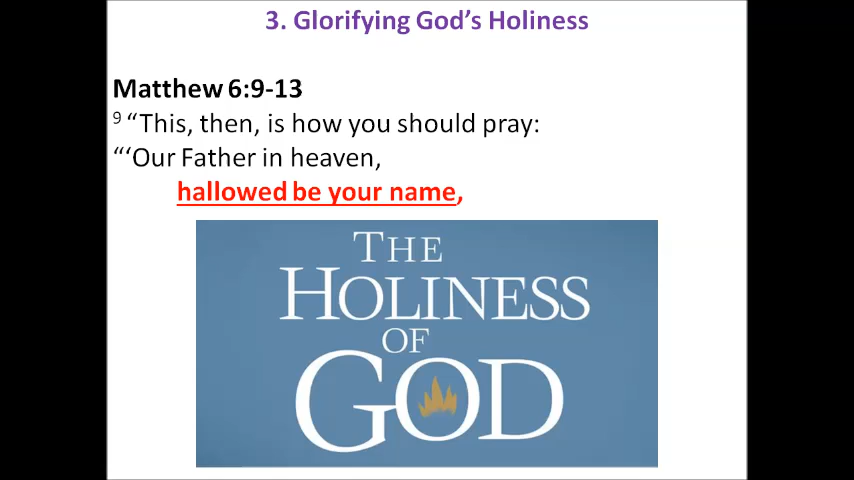 3. Glorifying God’s Holiness
Matthew 6:9-13
9 “This, then, is how you should pray:
“‘Our Father in heaven,
hallowed be your name,
THE
HOLINESS
OF
GOD